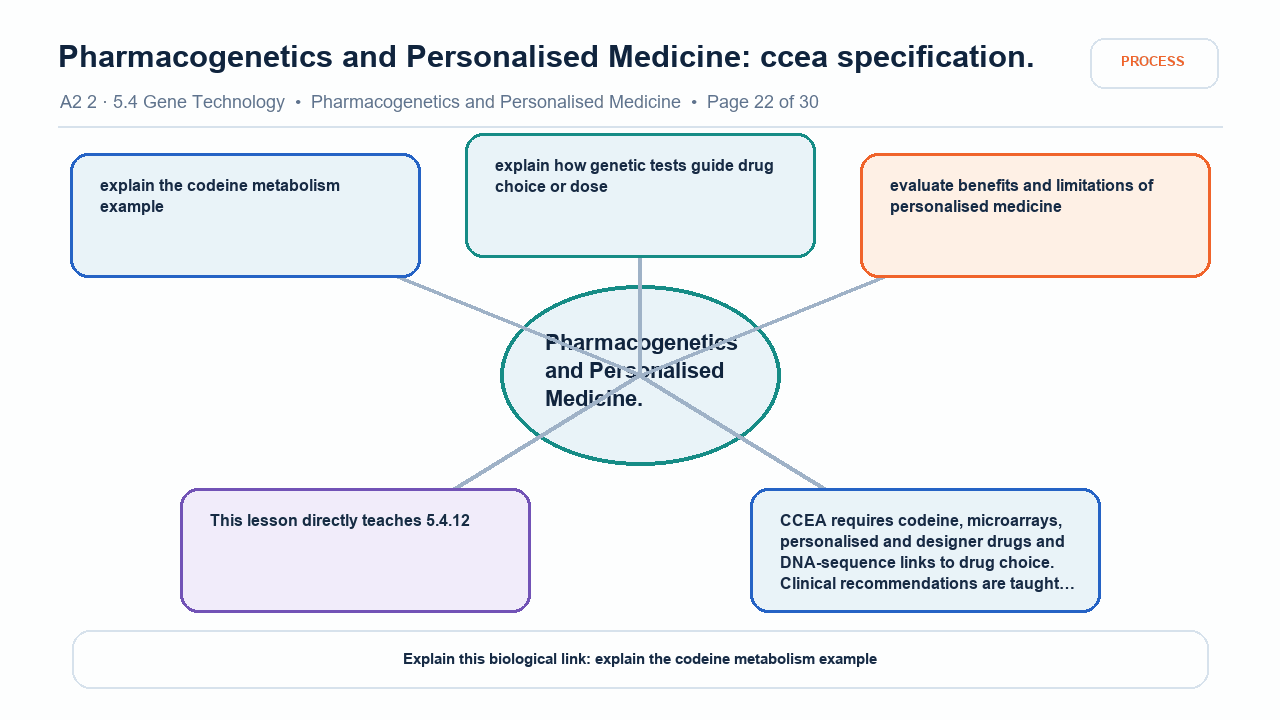 Pharmacogenetics and Personalised Medicine: ccea specification.
PROCESS
A2 2 · 5.4 Gene Technology • Pharmacogenetics and Personalised Medicine • Page 22 of 30
explain the codeine metabolism
example
explain how genetic tests guide drug
choice or dose
evaluate benefits and limitations of
personalised medicine
Pharmacogenetics
and Personalised
Medicine.
This lesson directly teaches 5.4.12
CCEA requires codeine, microarrays,
personalised and designer drugs and
DNA-sequence links to drug choice.
Clinical recommendations are taught…
Explain this biological link: explain the codeine metabolism example